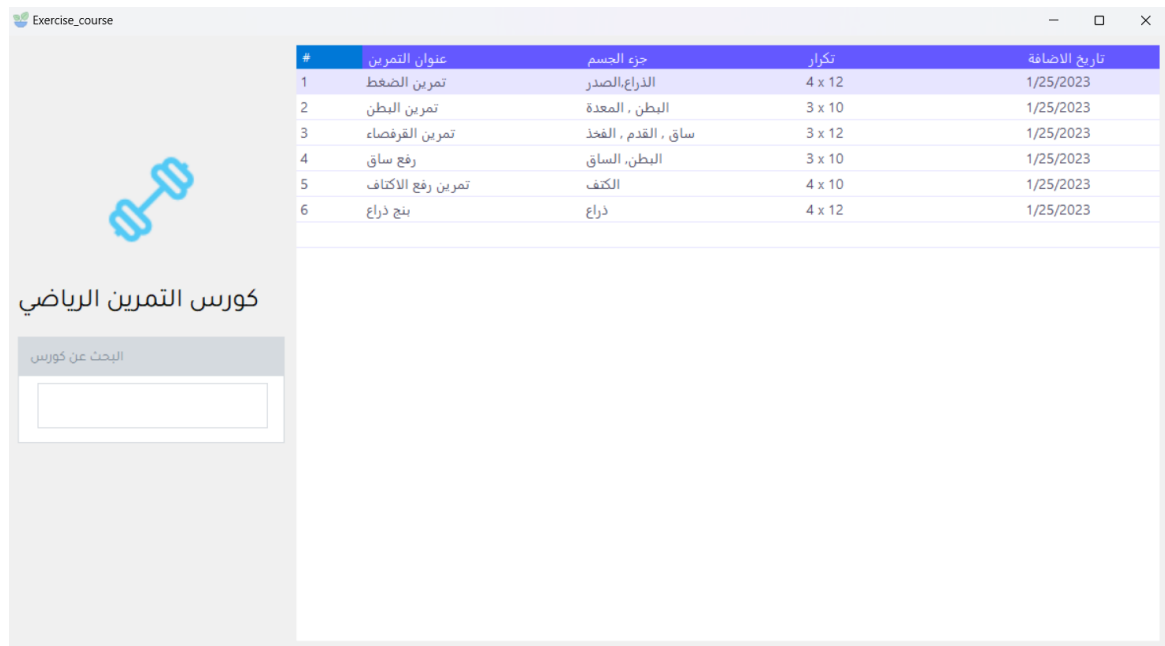 Exercise_course
# عنوان التمرين جزء الجسم تكرار تاريخ الاضافة
1 تمرين الضغط الذراع,الصدر 4 x 12 1/25/2023
2 تمرين البطن البطن , المعدة 3 x 10 1/25/2023
3 تمرين القرفصاء ساق , القدم , الفخذ 3 x 12 1/25/2023
4 رفع ساق البطن, الساق 3 x 10 1/25/2023
5 تمرين رفع الاكتاف الكتف 4 x 10 1/25/2023
6 بنج ذراع ذراع 4 x 12 1/25/2023
كورس التمرين الرياضي
البحث عن كورس